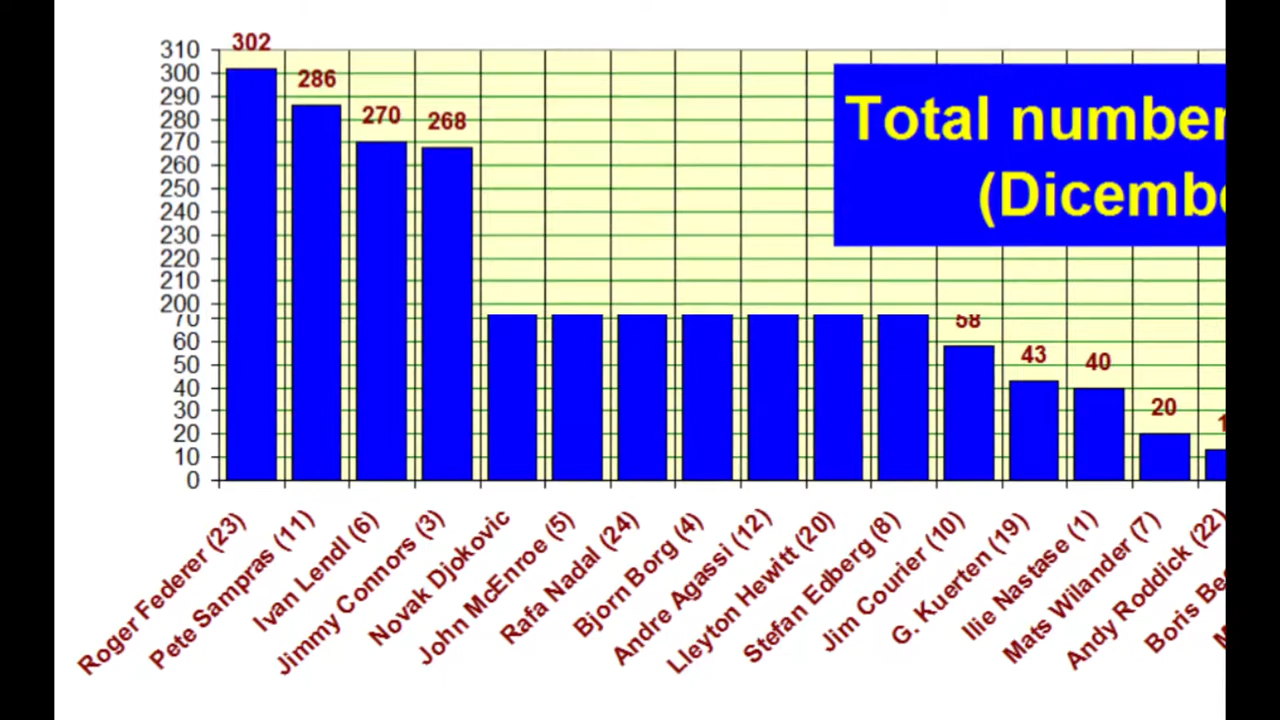 310
300
290
280
270
260
250
240
230
220
210
200
70
60
50
40
30
20
10
0
302
286
270
268
58
43
40
20
Total number
(Dicembe
Roger Federer (23)
Pete Sampras (11)
Ivan Lendl (6)
Jimmy Connors (3)
Novak Djokovic
John McEnroe (5)
Rafa Nadal (24)
Bjorn Borg (4)
Andre Agassi (12)
Lleyton Hewitt (20)
Stefan Edberg (8)
Jim Courier (10)
G. Kuerten (19)
Ilie Nastase (1)
Mats Wilander (7)
Andy Roddick (22)
Boris Be